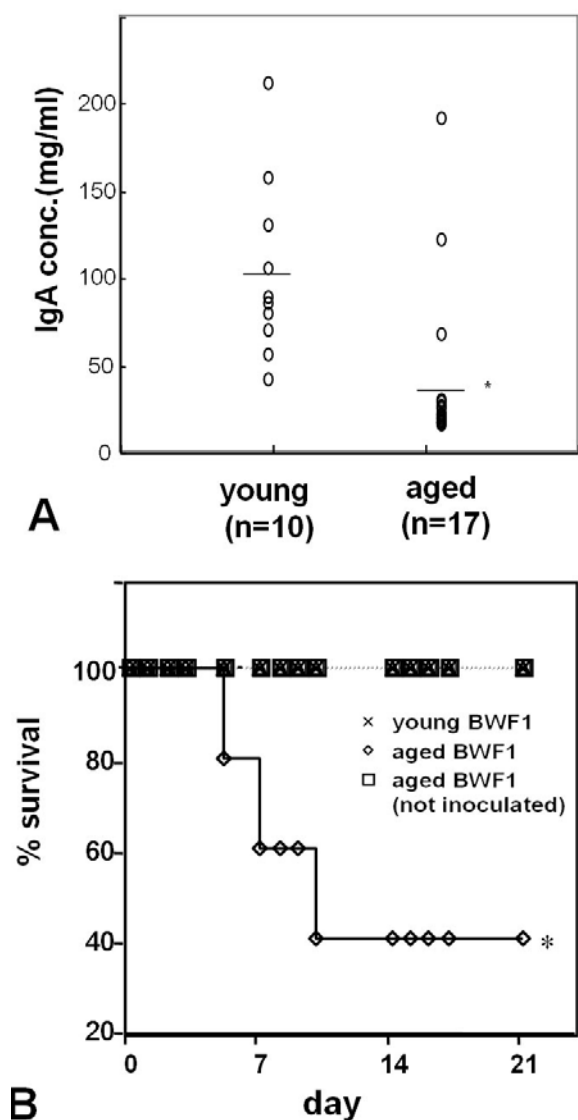 IgA conc.(mg/ml)
200
150
100
50
0
young
(n=10)
aged
(n=17)
*
A
% survival
100
80
60
40
20
× young BWF1
◇ aged BWF1
□ aged BWF1
(not inoculated)
*
0 7 14 21
day
B